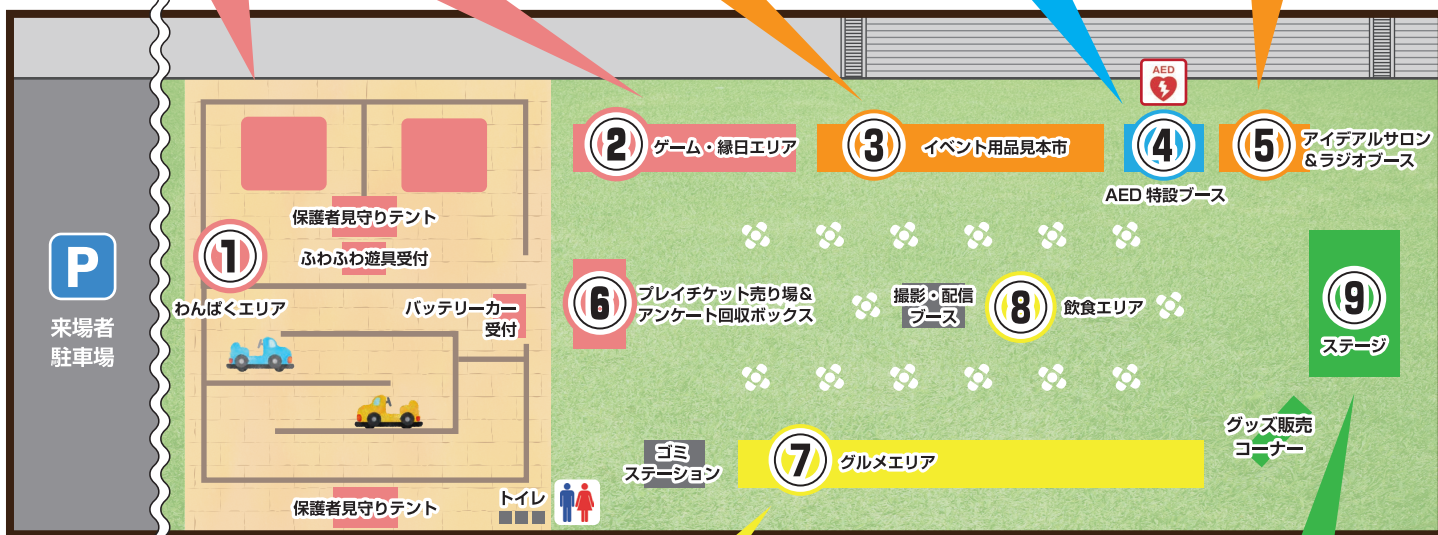 P
来場者
駐車場
保護者見守りテント
ふわふわ遊具受付
1
わんぱくエリア
バッテリーカー
受付
保護者見守りテント
トイレ
2
ゲーム・縁日エリア
3
イベント用品見本市
AED
4
AED 特設ブース
5
アイデアルサロン
&ラジオブース
6
プレイチケット売り場&
アンケート回収ボックス
撮影・配信
ブース
8
飲食エリア
9
ステージ
グッズ販売
コーナー
ゴミ
ステーション
7
グルメエリア